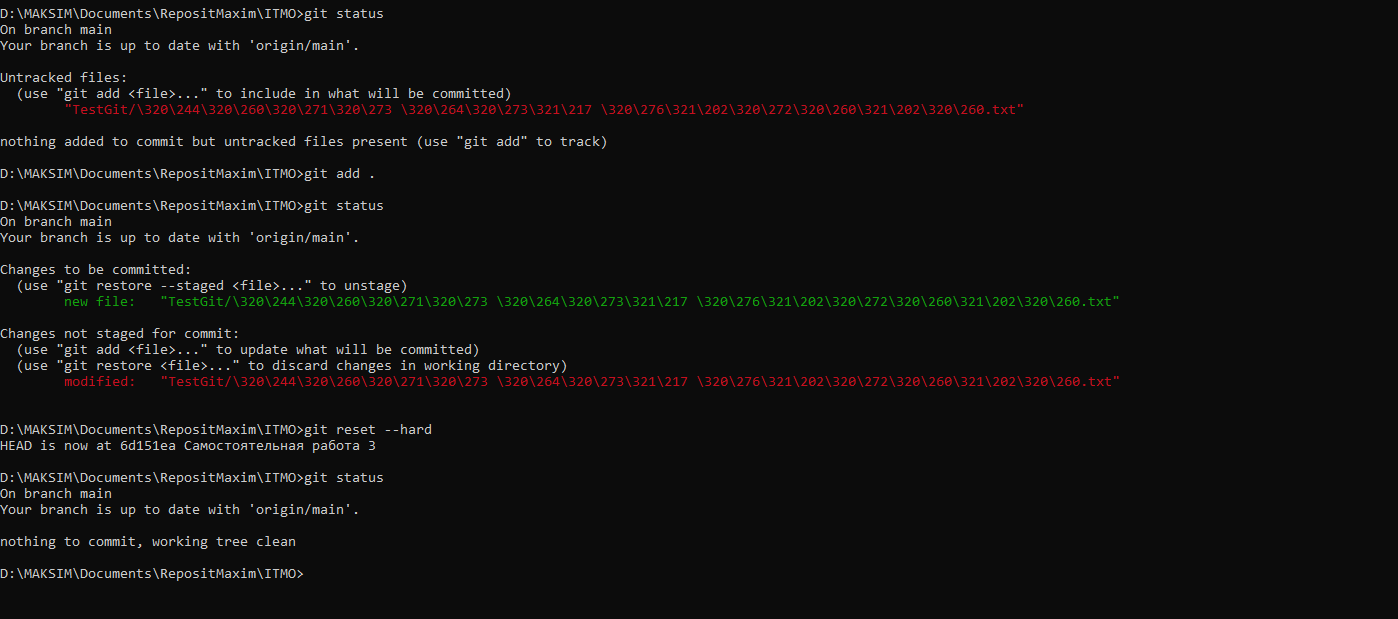 D:\MAKSIM\Documents\RepositMaxim\ITMO>git status
On branch main
Your branch is up to date with 'origin/main'.
Untracked files:
(use "git add <file>..." to include in what will be committed)
"TestGit/\320\244\320\260\320\271\320\273 \320\264\320\273\321\217 \320\276\321\202\320\272\320\260\321\202\320\260.txt"
nothing added to commit but untracked files present (use "git add" to track)
D:\MAKSIM\Documents\RepositMaxim\ITMO>git add .
D:\MAKSIM\Documents\RepositMaxim\ITMO>git status
On branch main
Your branch is up to date with 'origin/main'.
Changes to be committed:
(use "git restore --staged <file>..." to unstage)
new file:   "TestGit/\320\244\320\260\320\271\320\273 \320\264\320\273\321\217 \320\276\321\202\320\272\320\260\321\202\320\260.txt"
Changes not staged for commit:
(use "git add <file>..." to update what will be committed)
(use "git restore <file>..." to discard changes in working directory)
modified:   "TestGit/\320\244\320\260\320\271\320\273 \320\264\320\273\321\217 \320\276\321\202\320\272\320\260\321\202\320\260.txt"
D:\MAKSIM\Documents\RepositMaxim\ITMO>git reset --hard
HEAD is now at 6d151ea Самостоятельная работа 3
D:\MAKSIM\Documents\RepositMaxim\ITMO>git status
On branch main
Your branch is up to date with 'origin/main'.
nothing to commit, working tree clean
D:\MAKSIM\Documents\RepositMaxim\ITMO>